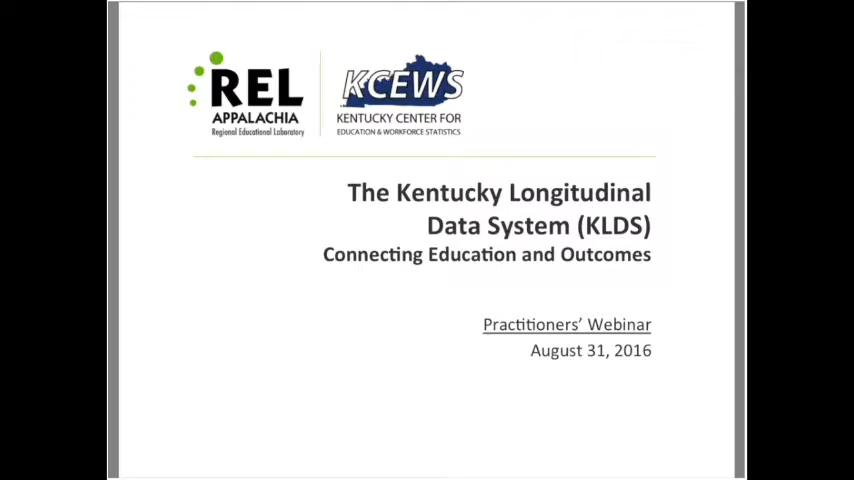 REL
APPALACHIA
Regional Educational Laboratory
KCEWS
KENTUCKY CENTER FOR
EDUCATION & WORKFORCE STATISTICS
The Kentucky Longitudinal
Data System (KLDS)
Connecting Education and Outcomes
Practitioners’ Webinar
August 31, 2016